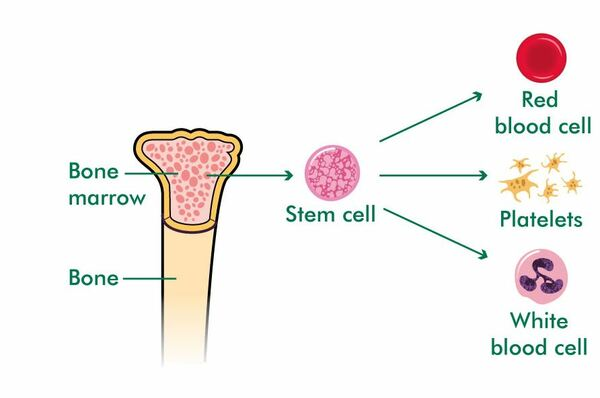 Bone
marrow
Bone
Stem cell
Red
blood cell
Platelets
White
blood cell